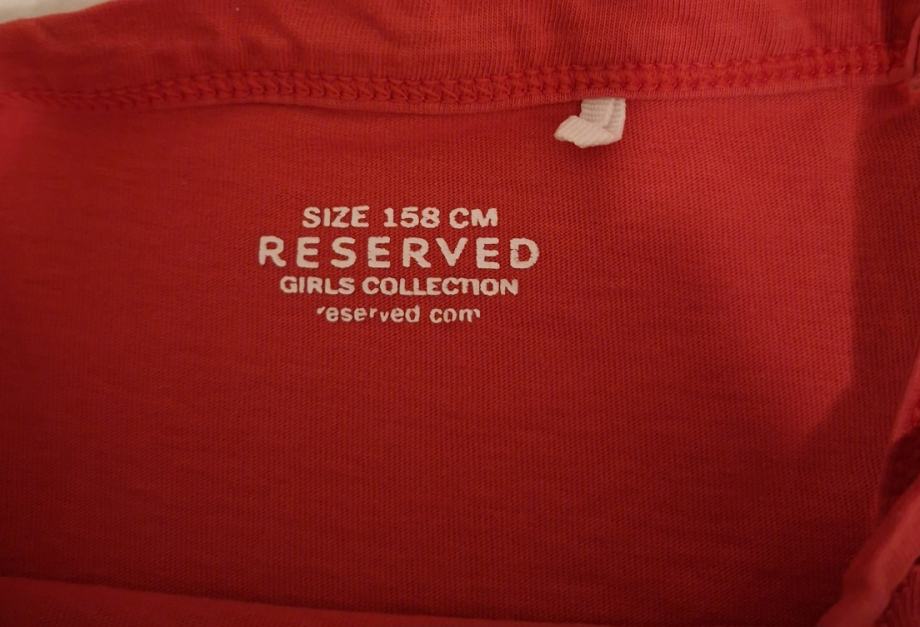 SIZE 158 CM
RESERVED
GIRLS COLLECTION
reserved com